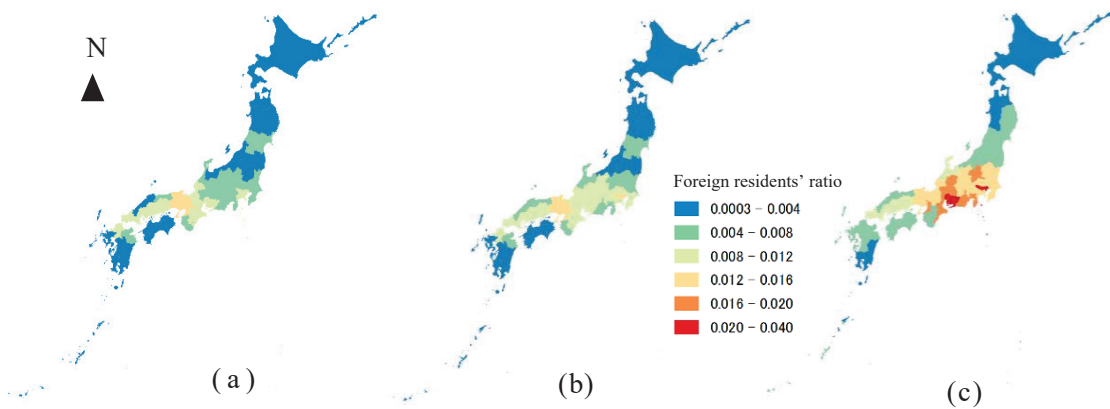 N
Foreign residents' ratio
0.0003 – 0.004
0.004 – 0.008
0.008 – 0.012
0.012 – 0.016
0.016 – 0.020
0.020 – 0.040
( a )
(b)
( c )